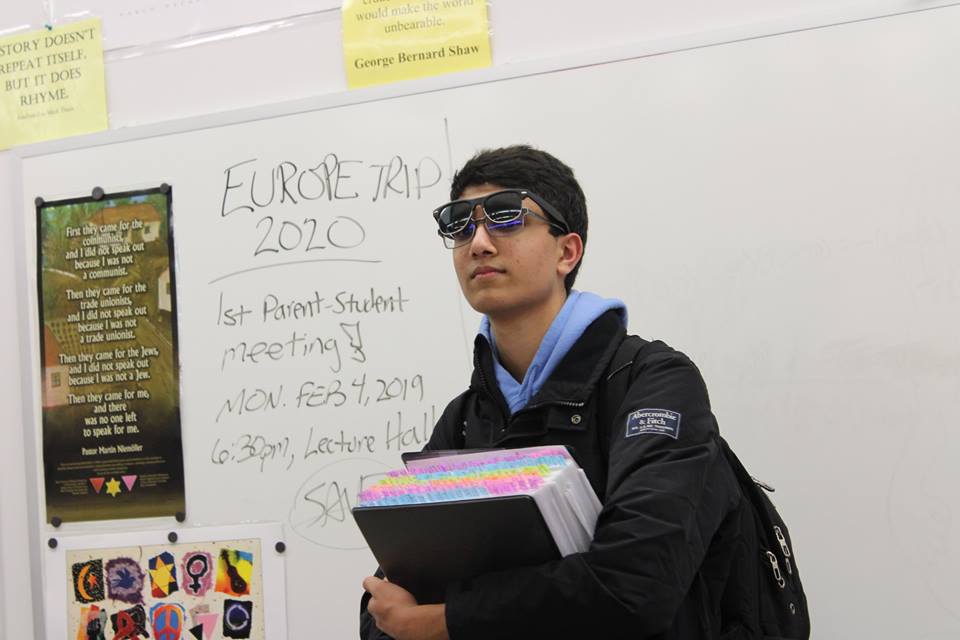 STORY DOESN'T
REPEAT ITSELF,
BUT IT DOES
RHYME.
would make the world
unbearable.
George Bernard Shaw
EUROPE TRIP
2020
1st Parent-Student
meeting
MON. FEB 4, 2019
6:30pm, Lecture Hall
SAVE
First they came for the
communists,
and I did not speak out
because I was not
a communist.
Then they came for the
trade unionists,
and I did not speak out
because I was not
a trade unionist.
Then they came for the Jews,
and I did not speak out
because I was not a Jew.
Then they came for me,
and there
was no one left
to speak for me.
Pastor Martin Niemöller
Abercrombie
& Fitch